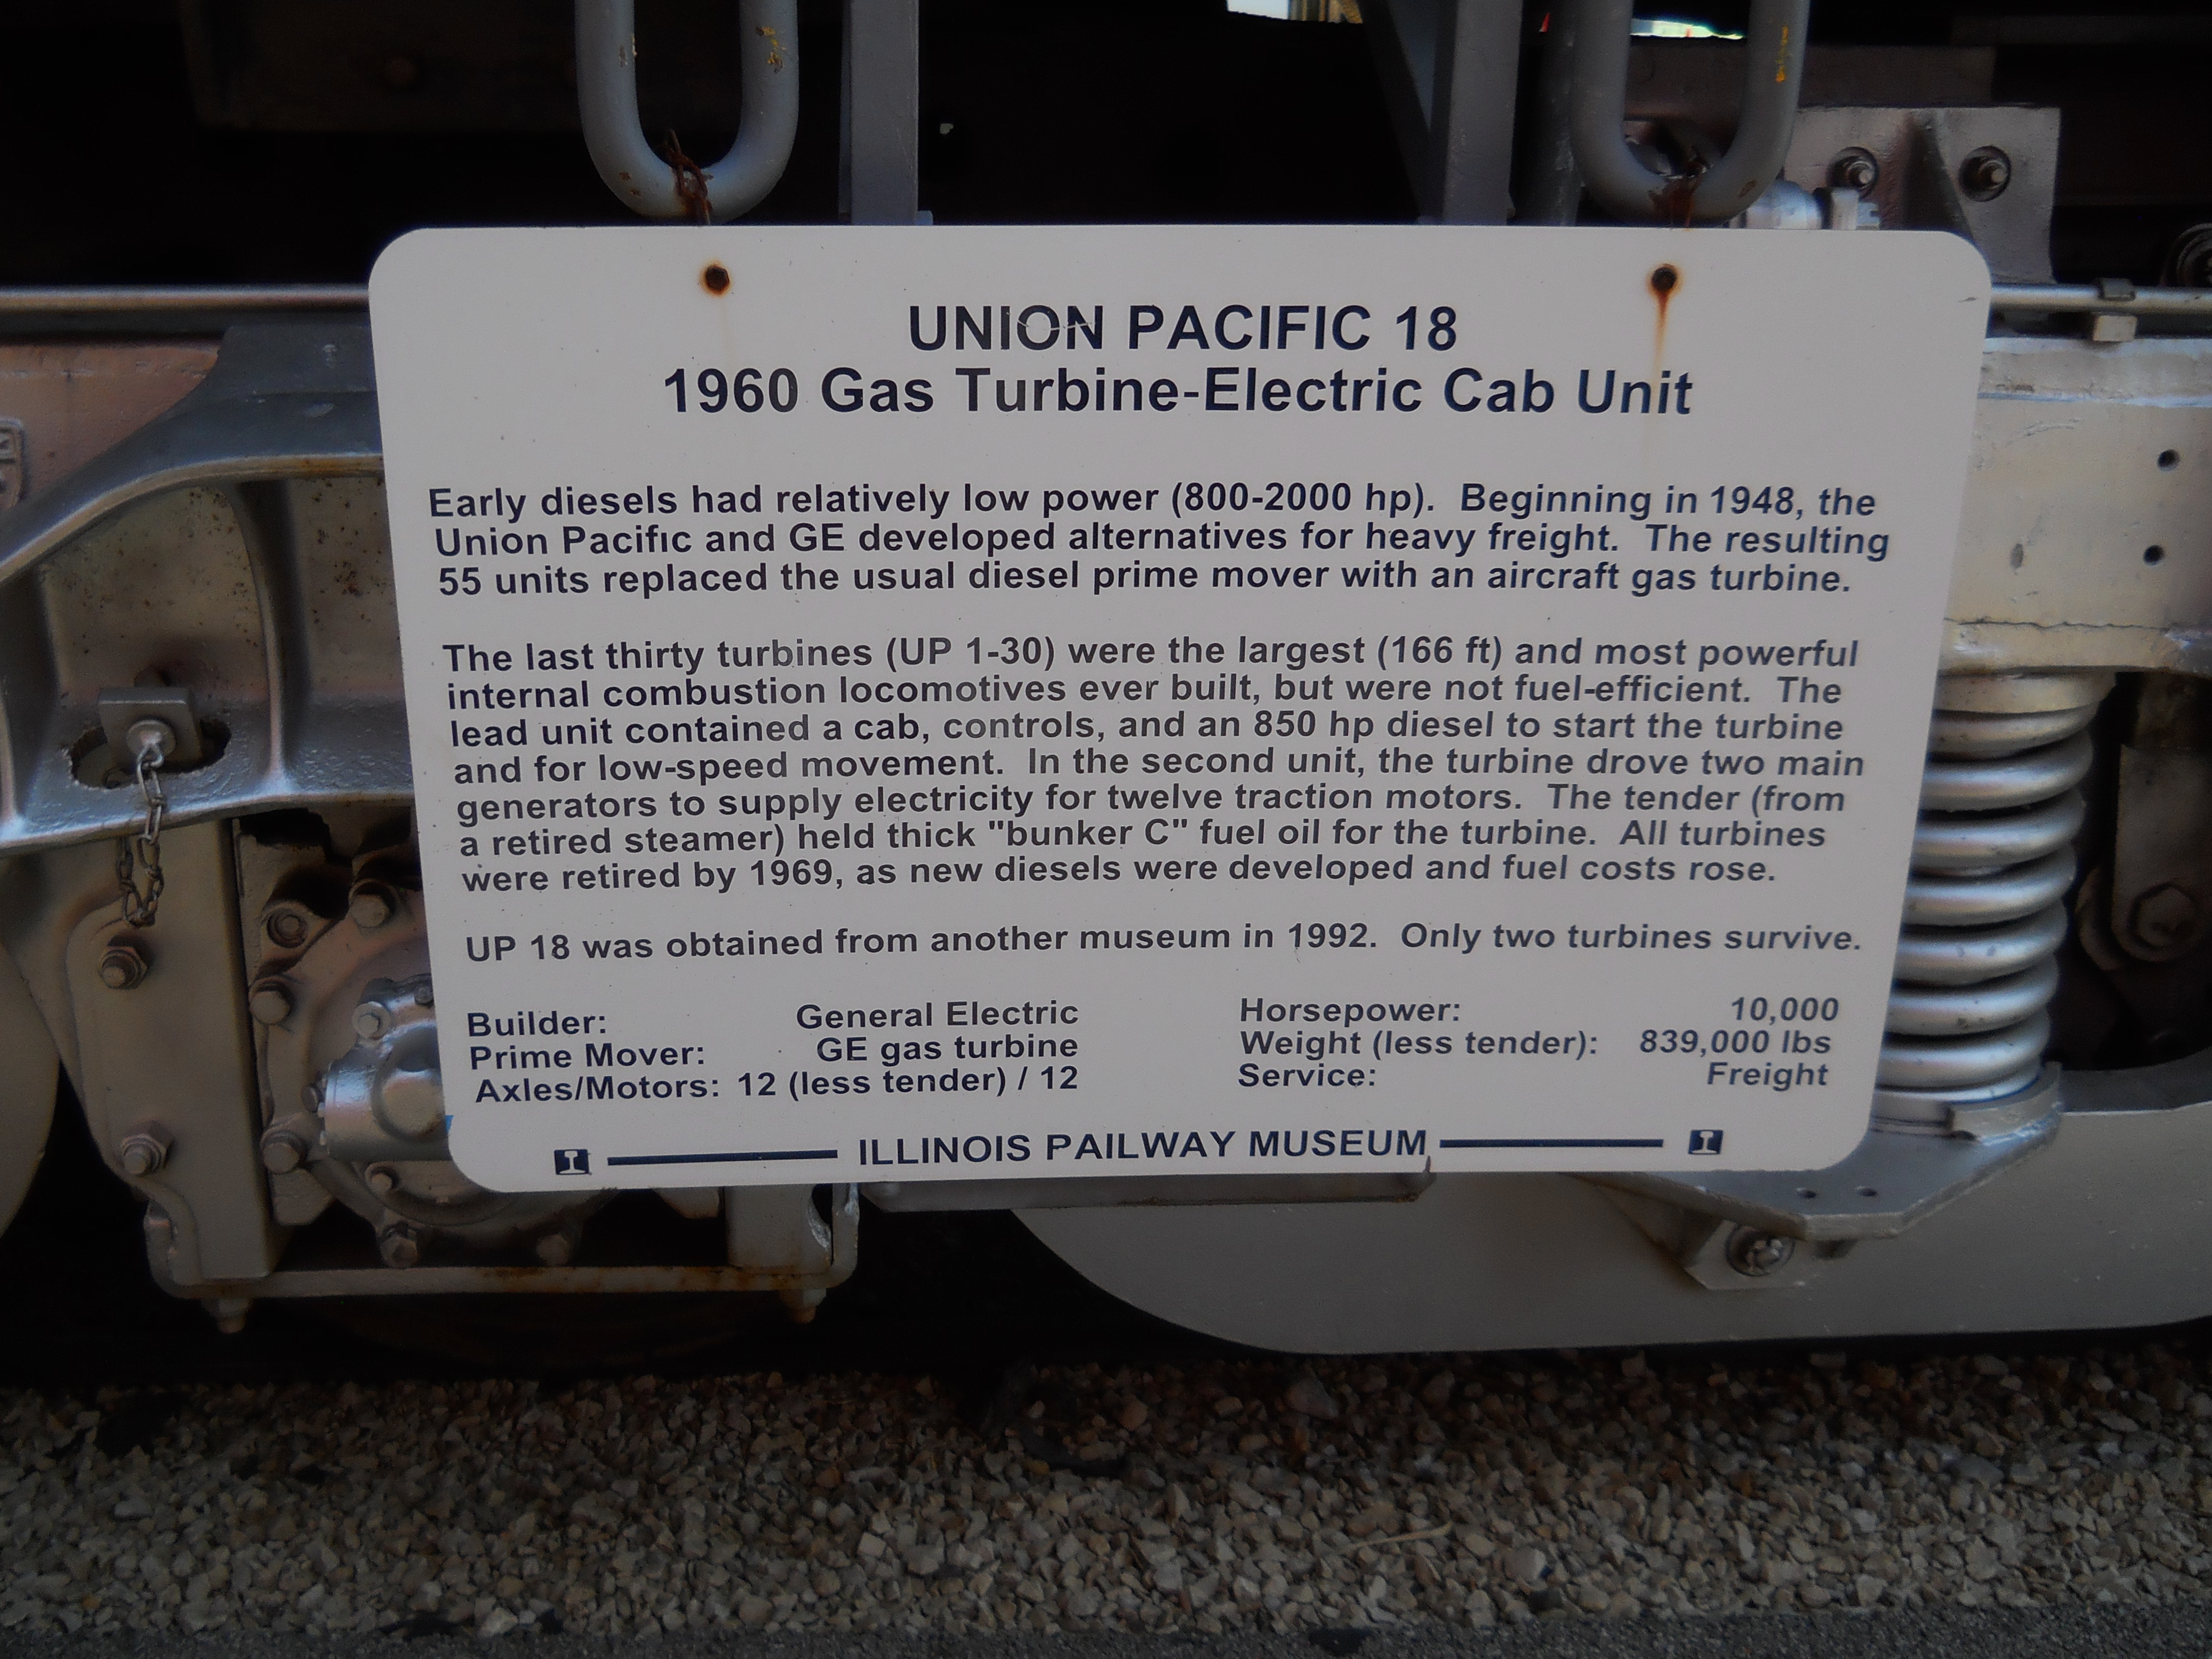 UNION PACIFIC 18
1960 Gas Turbine-Electric Cab Unit
Early diesels had relatively low power (800-2000 hp). Beginning in 1948, the
Union Pacific and GE developed alternatives for heavy freight. The resulting
55 units replaced the usual diesel prime mover with an aircraft gas turbine.
The last thirty turbines (UP 1-30) were the largest (166 ft) and most powerful
internal combustion locomotives ever built, but were not fuel-efficient. The
lead unit contained a cab, controls, and an 850 hp diesel to start the turbine
and for low-speed movement. In the second unit, the turbine drove two main
generators to supply electricity for twelve traction motors. The tender (from
a retired steamer) held thick "bunker C" fuel oil for the turbine. All turbines
were retired by 1969, as new diesels were developed and fuel costs rose.
UP 18 was obtained from another museum in 1992. Only two turbines survive.
Builder: General Electric Horsepower: 10,000
Prime Mover: GE gas turbine Weight (less tender): 839,000 lbs
Axles/Motors: 12 (less tender) / 12 Service: Freight
ILLINOIS PAILWAY MUSEUM